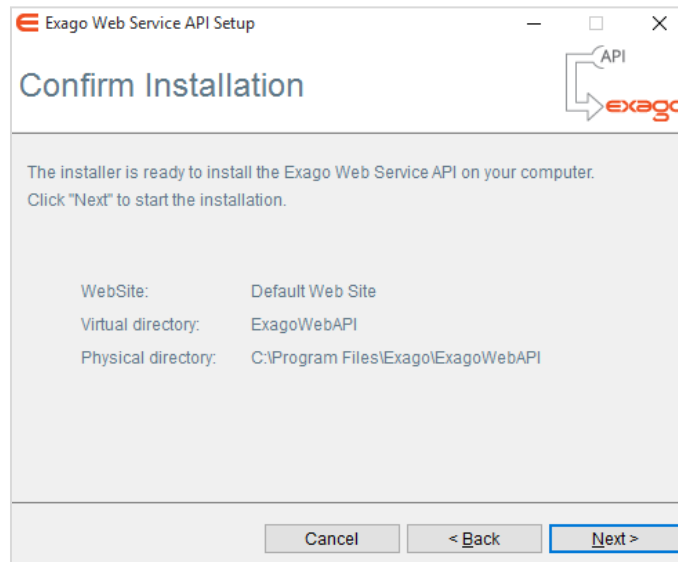 Exago Web Service API Setup
Confirm Installation
API
exago
The installer is ready to install the Exago Web Service API on your computer.
Click "Next" to start the installation.
WebSite: Default Web Site
Virtual directory: ExagoWebAPI
Physical directory: C:\Program Files\Exago\ExagoWebAPI
Cancel < Back Next >